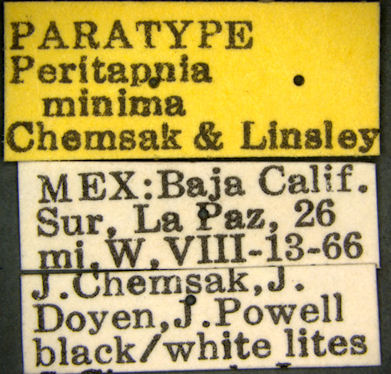 PARATYPE
Peritapnia
minima
Chemsak & Linsley
MEX:Baja Calif.
Sur, La Paz, 26
mi.W,VIII-13-66
J.Chemsak,J.
Doyen,J.Powell
black/white lites